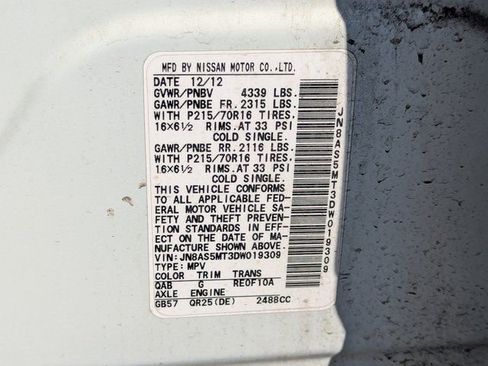 MFD BY NISSAN MOTOR CO.,LTD.
DATE 12/12
GVWR/PNBV 4339 LBS.
GAWR/PNBE FR.2315 LBS.
WITH P215/70R16 TIRES.
16X6½ RIMS.AT 33 PSI
COLD SINGLE.
GAWR/PNBE RR.2116 LBS.
WITH P215/70R16 TIRES.
16X6½ RIMS.AT 33 PSI
COLD SINGLE.
THIS VEHICLE CONFORMS
TO ALL APPLICABLE FED-
ERAL MOTOR VEHICLE SA-
FETY AND THEFT PREVEN-
TION STANDARDS IN EF-
FECT ON THE DATE OF MA-
NUFACTURE SHOWN ABOVE.
VIN:JN8AS5MT3DW019309
TYPE:MPV
COLOR TRIM TRANS
QAB G RE0F10A
AXLE ENGINE
GB57 QR25(DE) 2488CC
JN8AS5MT3DW019309